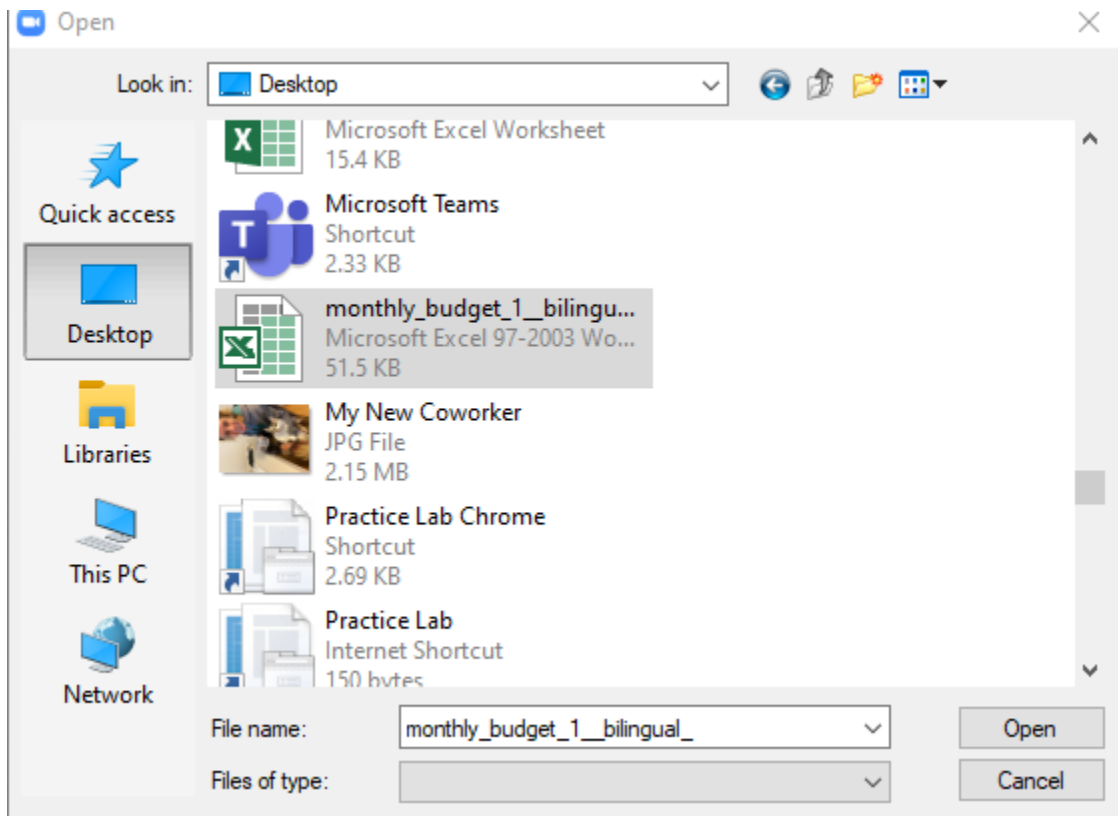 Open
Look in:
Desktop
Quick access
Desktop
Libraries
This PC
Network
Microsoft Excel Worksheet
15.4 KB
Microsoft Teams
Shortcut
2.33 KB
monthly_budget_1__bilingu...
Microsoft Excel 97-2003 Wo...
51.5 KB
My New Coworker
JPG File
2.15 MB
Practice Lab Chrome
Shortcut
2.69 KB
Practice Lab
Internet Shortcut
150 bytes
File name:
monthly_budget_1__bilingual_
Open
Files of type:
Cancel